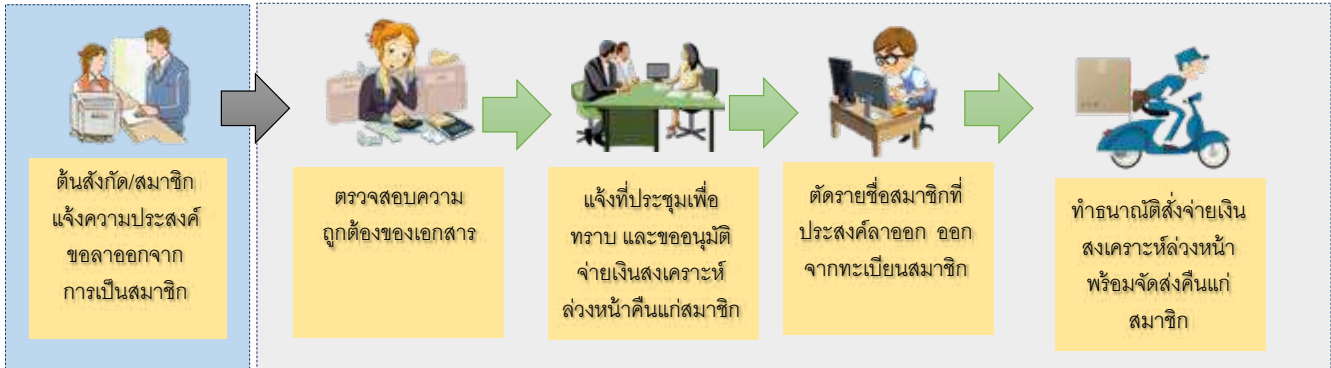 ต้นสังกัด/สมาชิก
แจ้งความประสงค์
ขอลาออกจาก
การเป็นสมาชิก
ตรวจสอบความ
ถูกต้องของเอกสาร
แจ้งที่ประชุมเพื่อ
ทราบ และขออนุมัติ
จ่ายเงินสงเคราะห์
ล่วงหน้าคืนแก่สมาชิก
ตัดรายชื่อสมาชิกที่
ประสงค์ลาออก ออก
จากทะเบียนสมาชิก
ทำธนาณัติสั่งจ่ายเงิน
สงเคราะห์ล่วงหน้า
พร้อมจัดส่งคืนแก่
สมาชิก